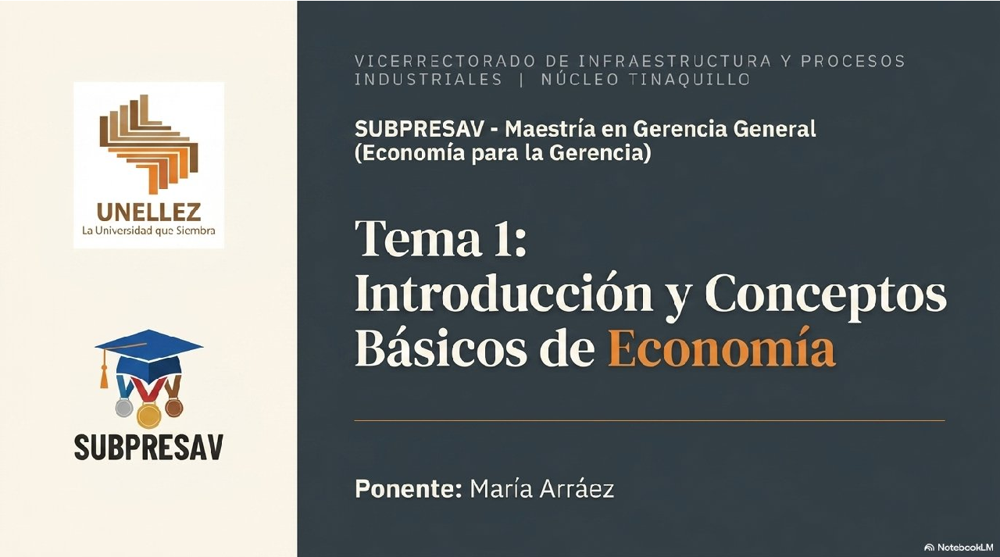 UNELLEZ
La Universidad que Siembra
SUBPRESAV
VICERRECTORADO DE INFRAESTRUCTURA Y PROCESOS
INDUSTRIALES | NÚCLEO TINAQUILLO
SUBPRESAV - Maestría en Gerencia General
(Economía para la Gerencia)
Tema 1:
Introducción y Conceptos
Básicos de Economía
Ponente: María Arráez
NotebookLM